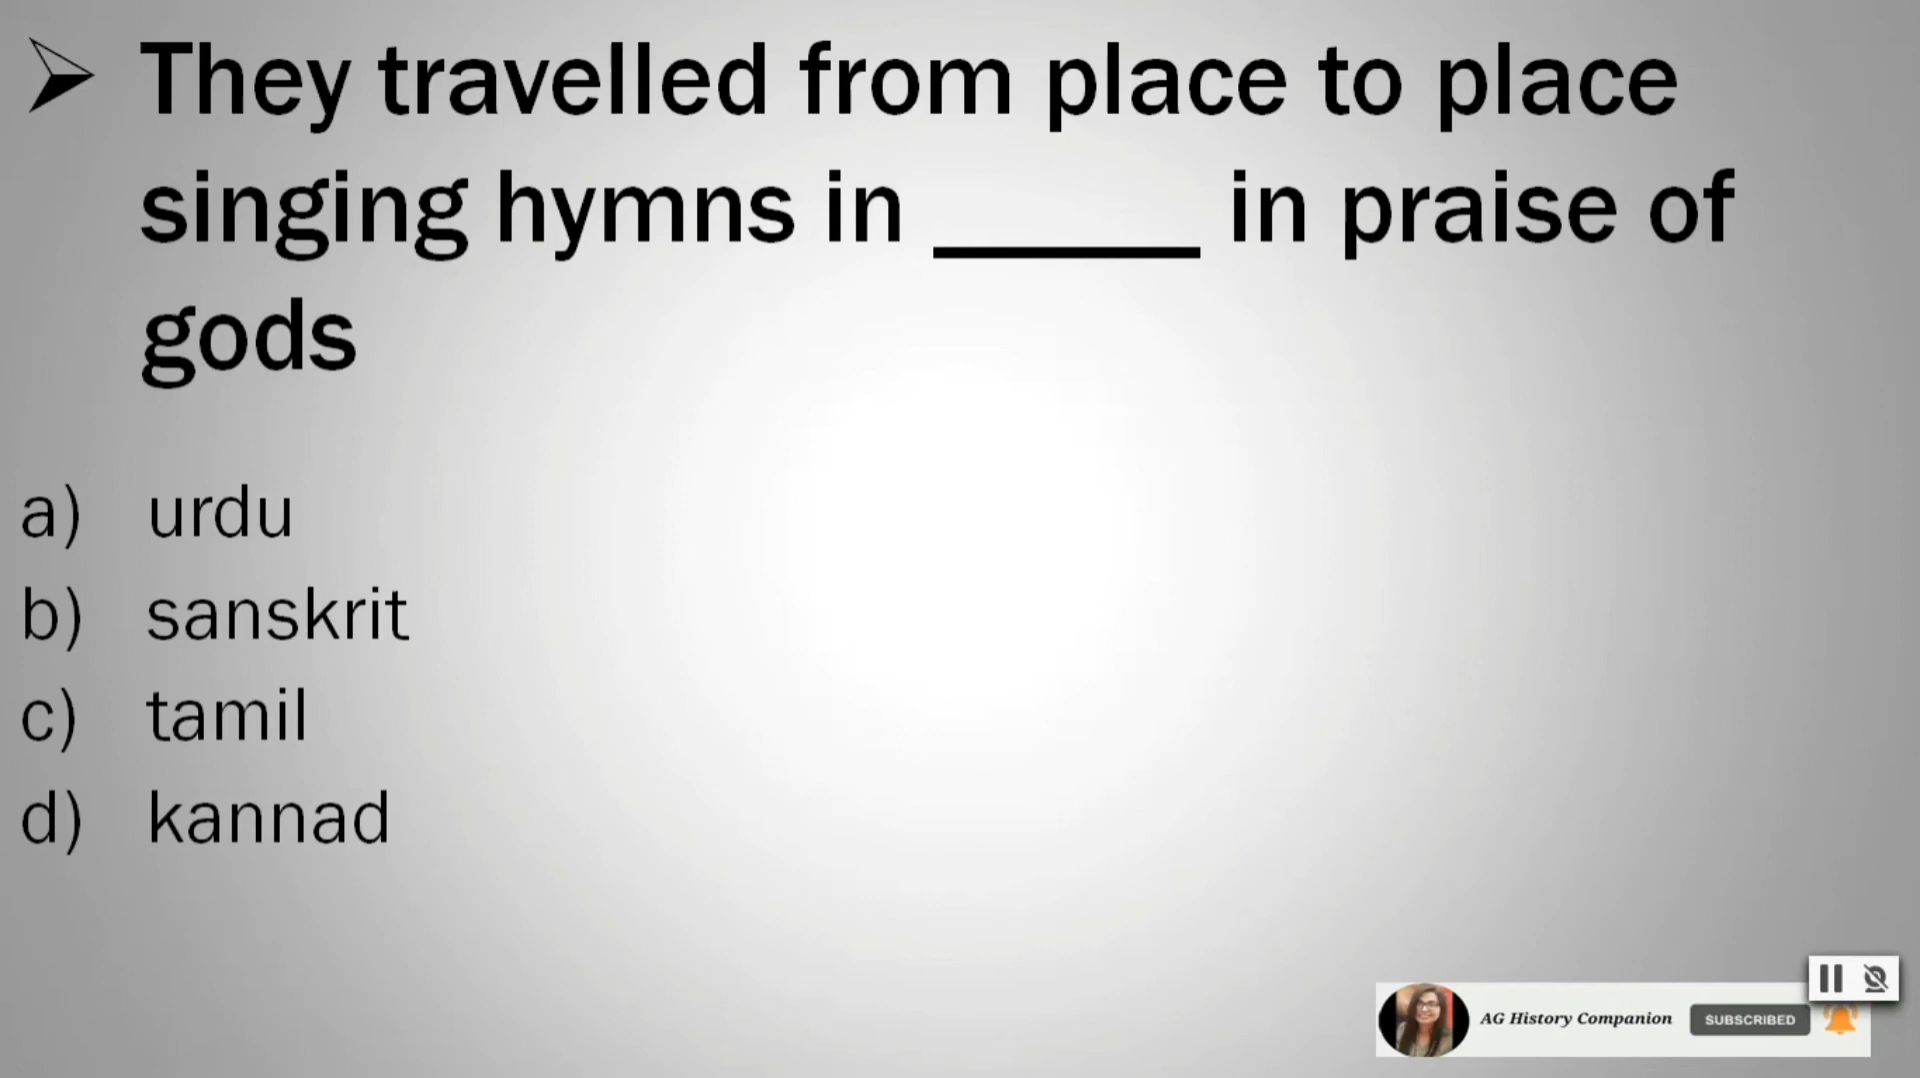 They travelled from place to place
singing hymns in ______ in praise of
gods
a) urdu
b) sanskrit
c) tamil
d) kannad
AG History Companion SUBSCRIBED